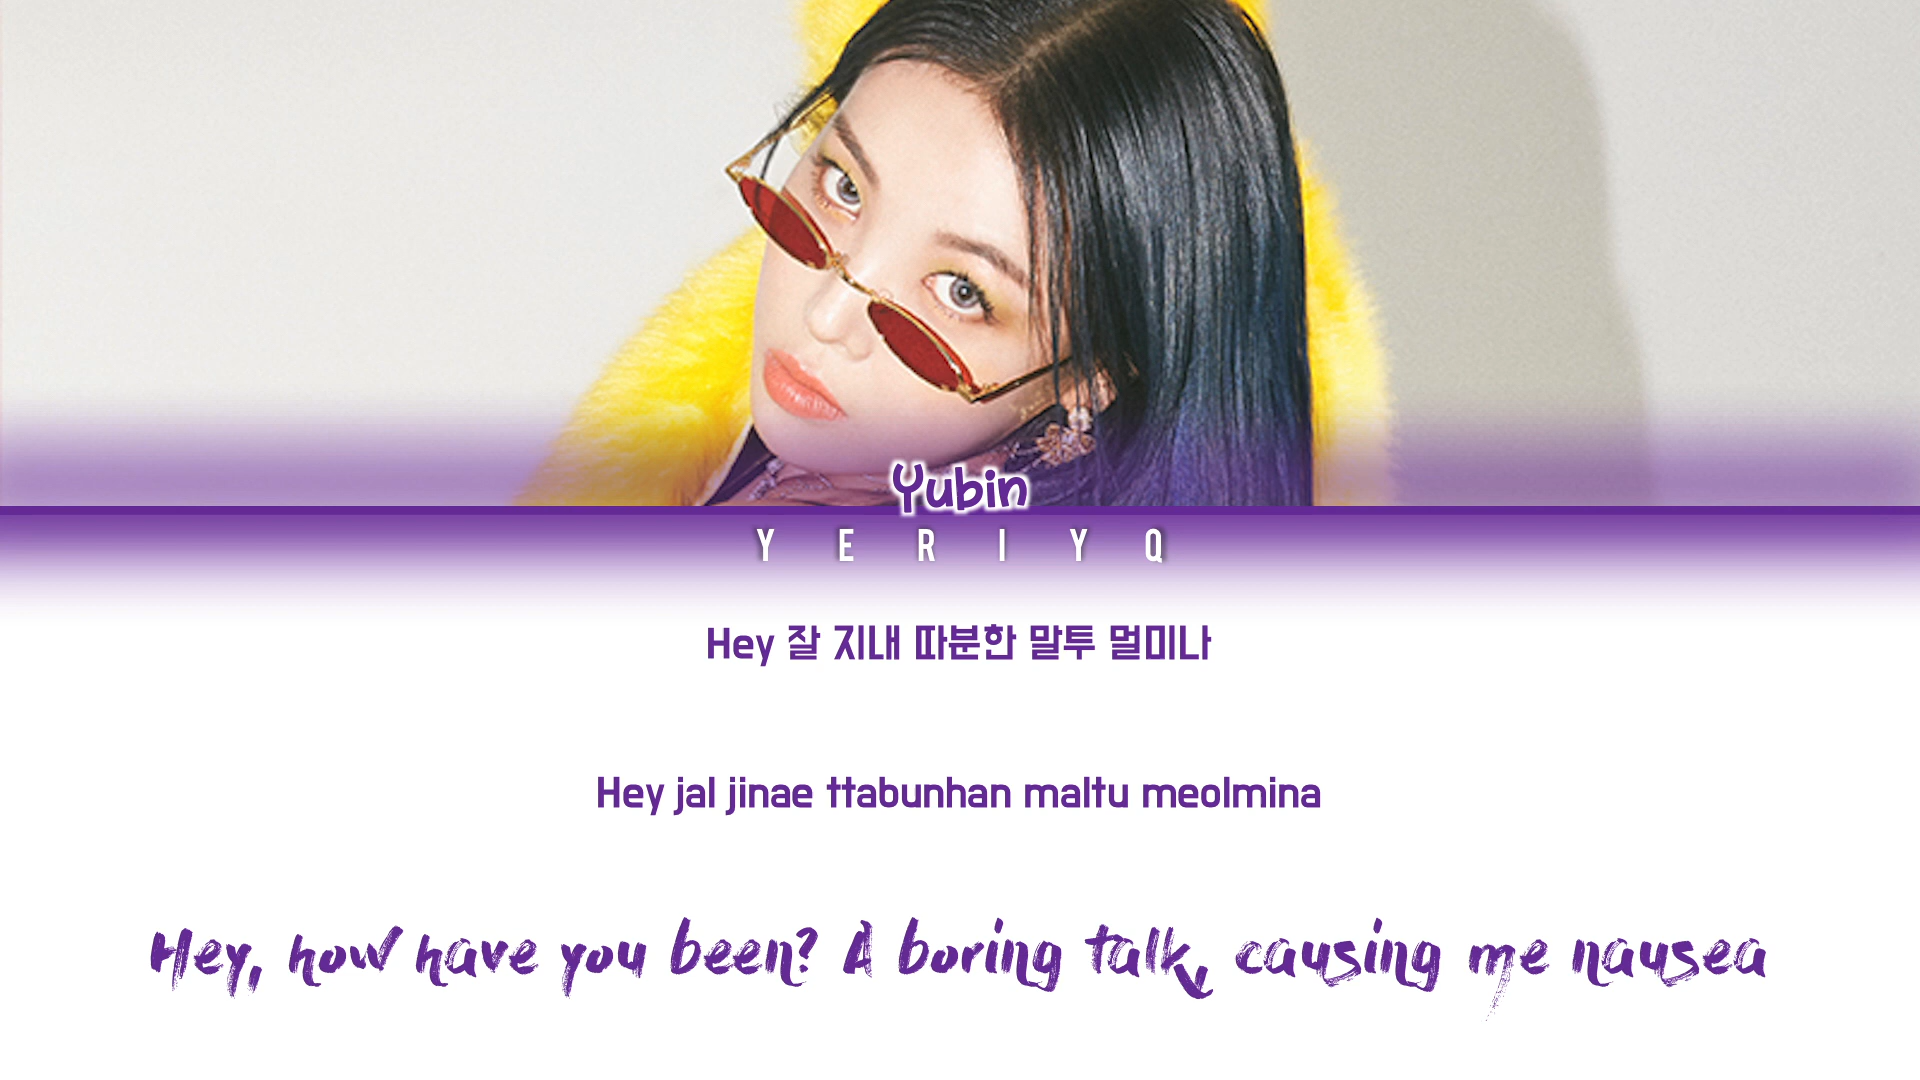 Yubin
Y E R I Y Q
Hey 잘 지내 따분한 말투 멀미나
Hey jal jinae ttabunhan maltu meolmina
Hey, how have you been? A boring talk, causing me nausea